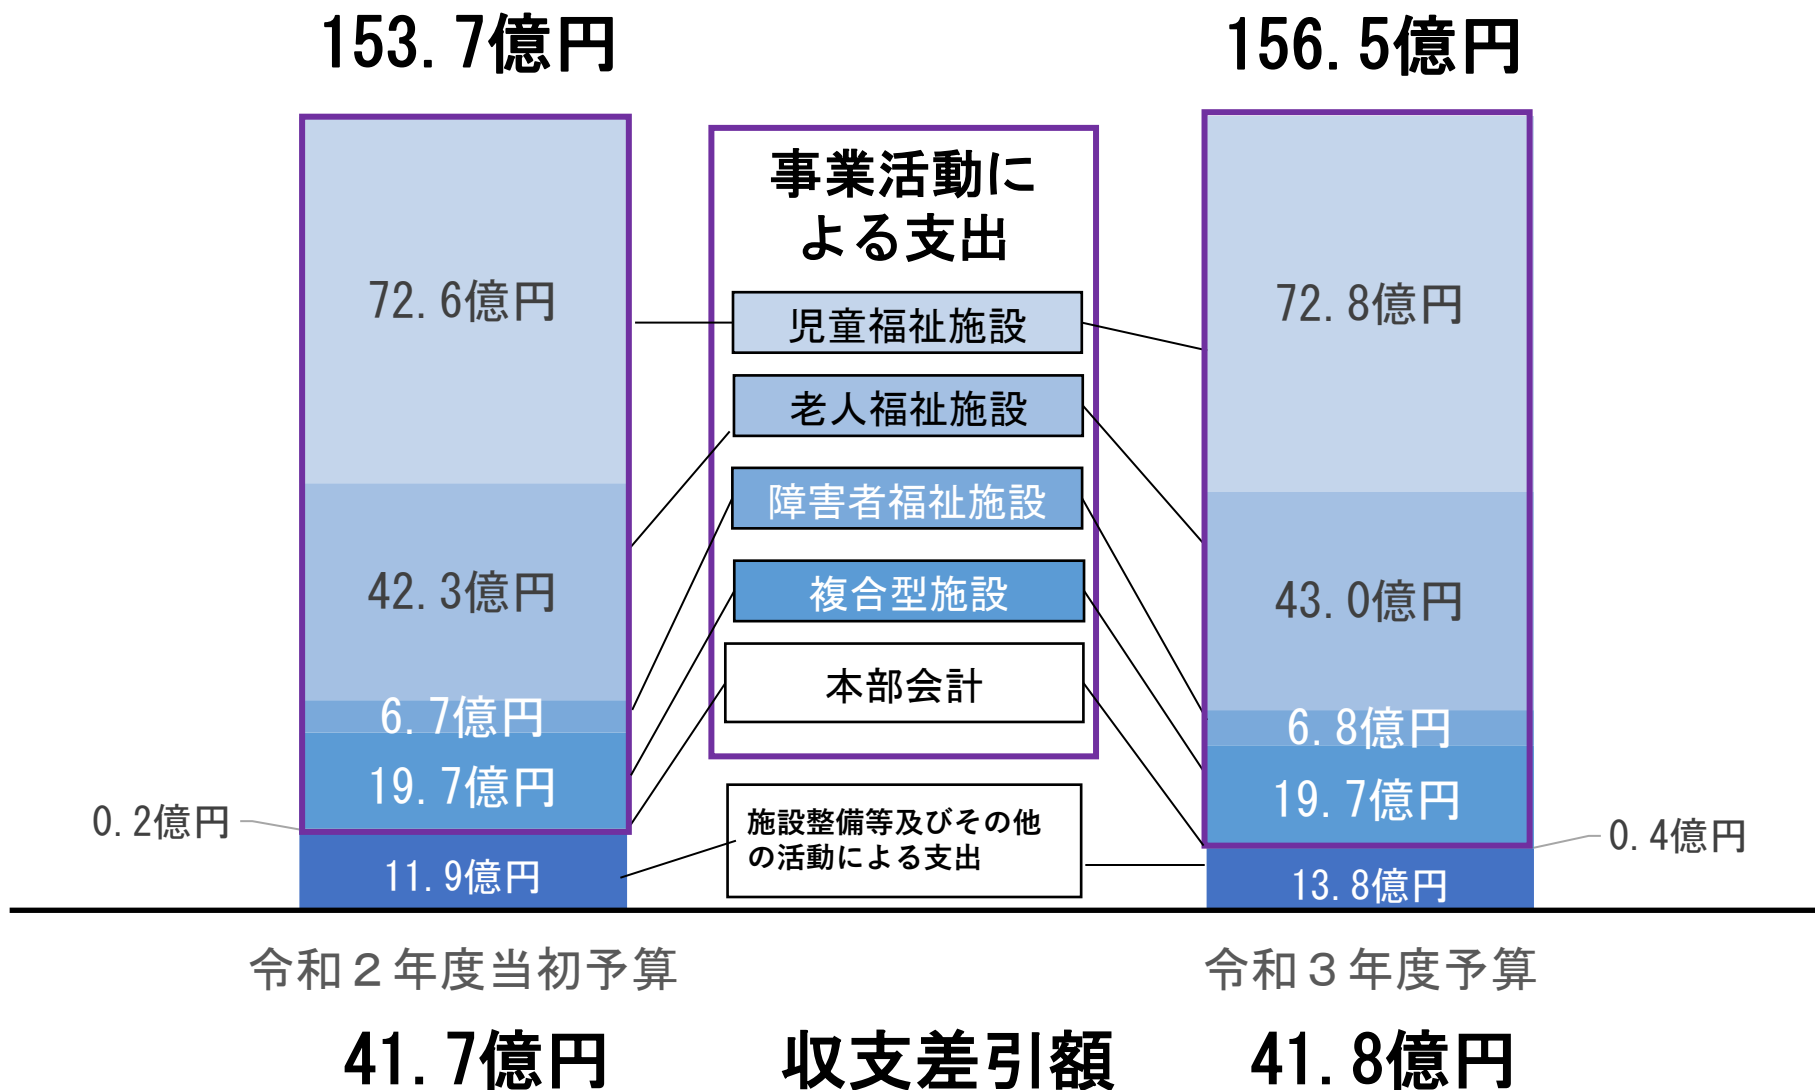 153.7億円
156.5億円
事業活動に
よる支出
72.6億円
児童福祉施設
72.8億円
老人福祉施設
障害者福祉施設
42.3億円
複合型施設
43.0億円
6.7億円
本部会計
6.8億円
19.7億円
19.7億円
0.2億円
施設整備等及びその他
の活動による支出
0.4億円
11.9億円
13.8億円
令和２年度当初予算
令和３年度予算
41.7億円
収支差引額
41.8億円